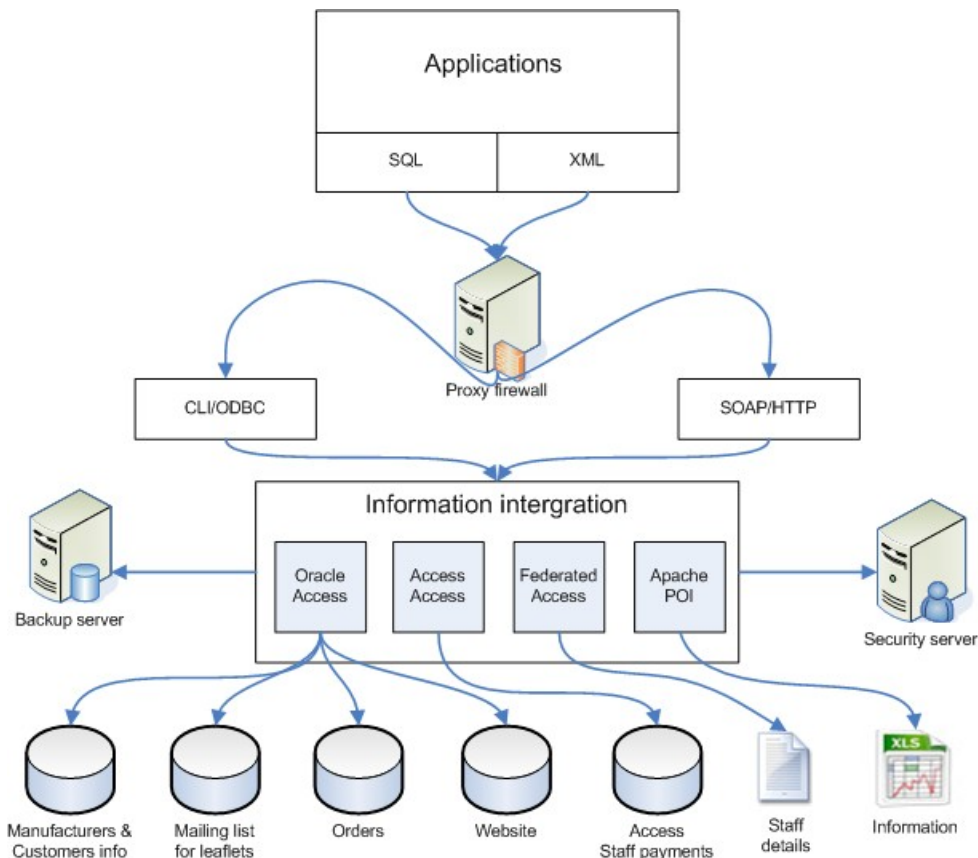 Applications
SQL
XML
Proxy firewall
CLI/ODBC
SOAP/HTTP
Information intergration
Oracle
Access
Access
Access
Federated
Access
Apache
POI
Backup server
Security server
XLS
Manufacturers &
Customers info
Mailing list
for leaflets
Orders
Website
Access
Staff payments
Staff
details
Information